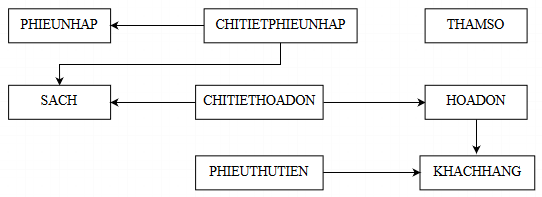 PHIEUNHAP
CHITIETPHIEUNHAP
THAMSO
SACH
CHITIETHOADON
HOADON
PHIEUTHUTIEN
KHACHHANG